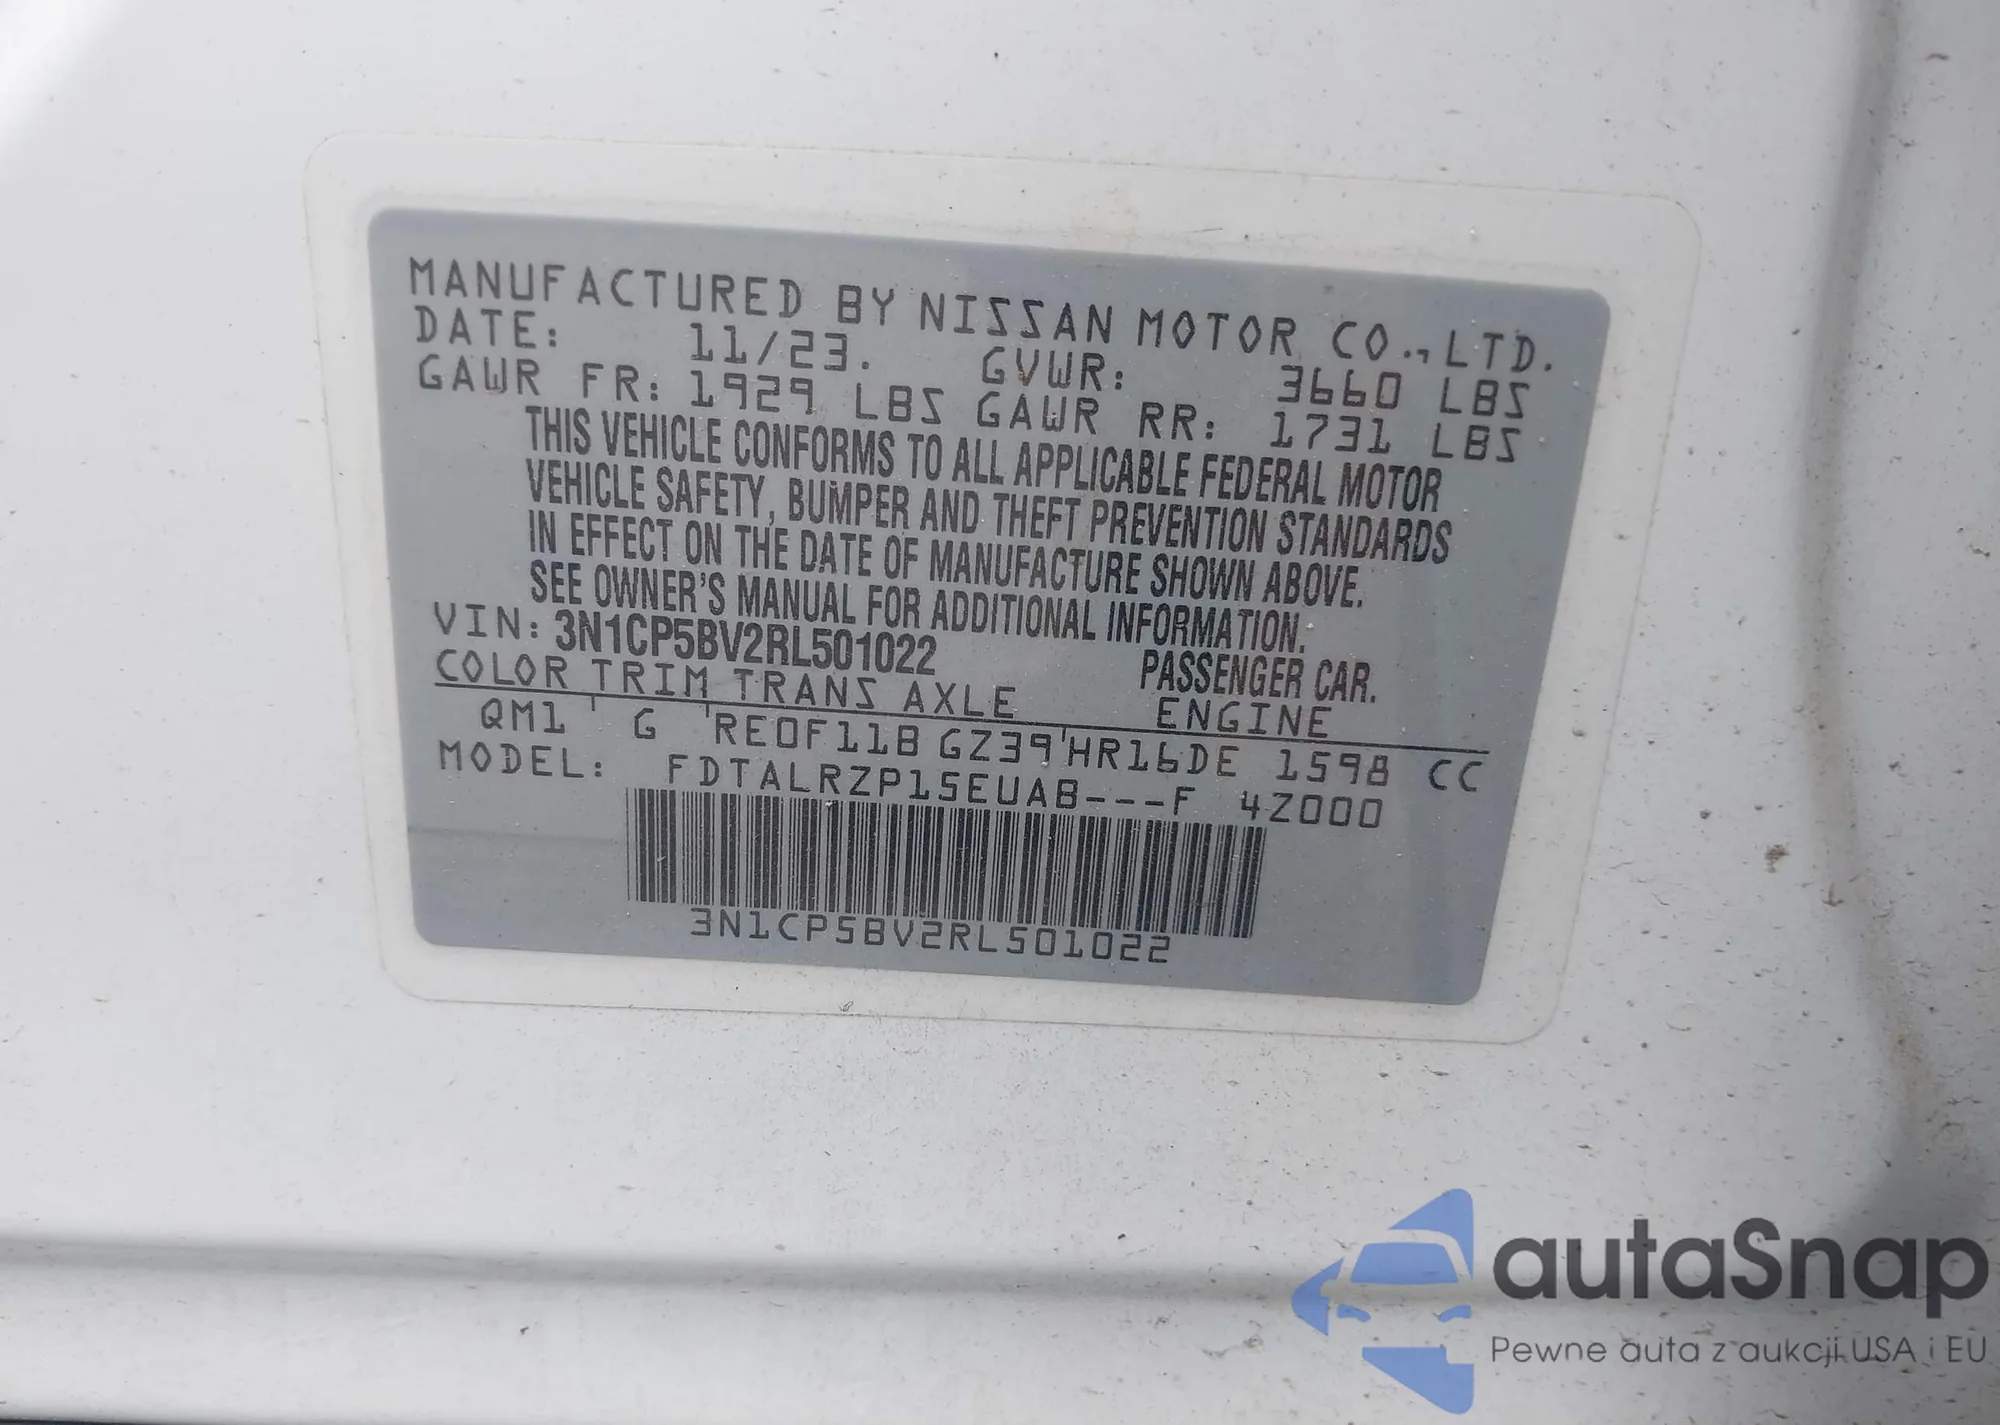 MANUFACTURED BY NISSAN MOTOR CO., LTD.
DATE: 11/23. GVWR: 3660 LBS
GAWR FR: 1929 LBS GAWR RR: 1731 LBS
THIS VEHICLE CONFORMS TO ALL APPLICABLE FEDERAL MOTOR
VEHICLE SAFETY, BUMPER AND THEFT PREVENTION STANDARDS
IN EFFECT ON THE DATE OF MANUFACTURE SHOWN ABOVE.
SEE OWNER'S MANUAL FOR ADDITIONAL INFORMATION.
VIN: 3N1CP5BV2RL501022 PASSENGER CAR.
COLOR TRIM TRANS AXLE ENGINE
QM1 ' G 'RE0F11B GZ39'HR16DE 1598 CC
MODEL: FDTALRZP15EUAB---F 4Z000
3N1CP5BV2RL501022
autaSnap
Pewne auta z aukcji USA i EU